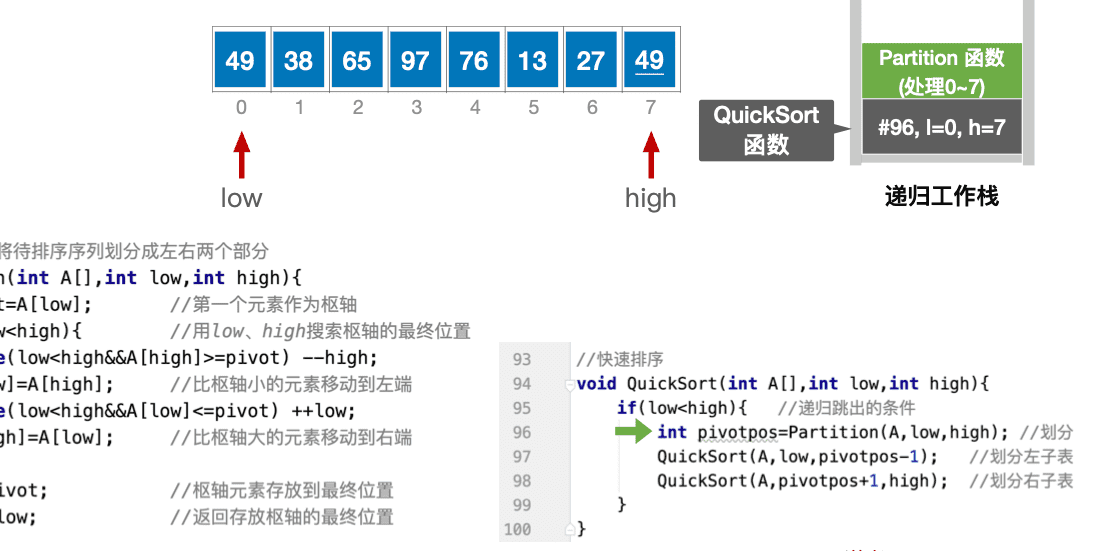 49 38 65 97 76 13 27 49
0 1 2 3 4 5 6 7
low
high
Partition 函数
(处理0~7)
QuickSort
函数
#96, l=0, h=7
递归工作栈
将待排序序列划分成左右两个部分
n(int A[],int low,int high){
t=A[low]; //第一个元素作为枢轴
w<high){ //用low、high搜索枢轴的最终位置
e(low<high&&A[high]>=pivot) --high;
w]=A[high]; //比枢轴小的元素移动到左端
e(low<high&&A[low]<=pivot) ++low;
gh]=A[low]; //比枢轴大的元素移动到右端
ivot; //枢轴元素存放到最终位置
low; //返回存放枢轴的最终位置
93 //快速排序
94 void QuickSort(int A[],int low,int high){
95 if(low<high){ //递归跳出的条件
96 int pivotpos=Partition(A,low,high); //划分
97 QuickSort(A,low,pivotpos-1); //划分左子表
98 QuickSort(A,pivotpos+1,high); //划分右子表
99 }
100 }